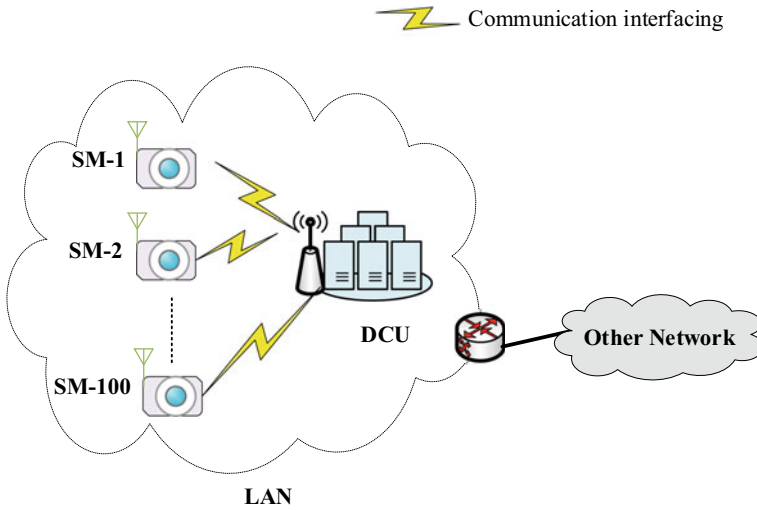 Communication interfacing
SM-1
SM-2
DCU
Other Network
SM-100
LAN